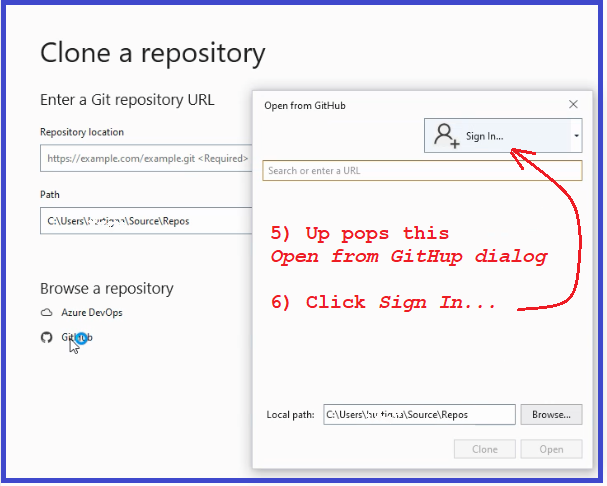 Clone a repository
Enter a Git repository URL
Repository location
https://example.com/example.git <Required>
Path
C:\Users\ \Source\Repos
Browse a repository
Azure DevOps
GitHub
Open from GitHub
Sign In...
Search or enter a URL
5) Up pops this
Open from GitHup dialog
6) Click Sign In...
Local path:
C:\Users\ \Source\Repos
Browse...
Clone
Open